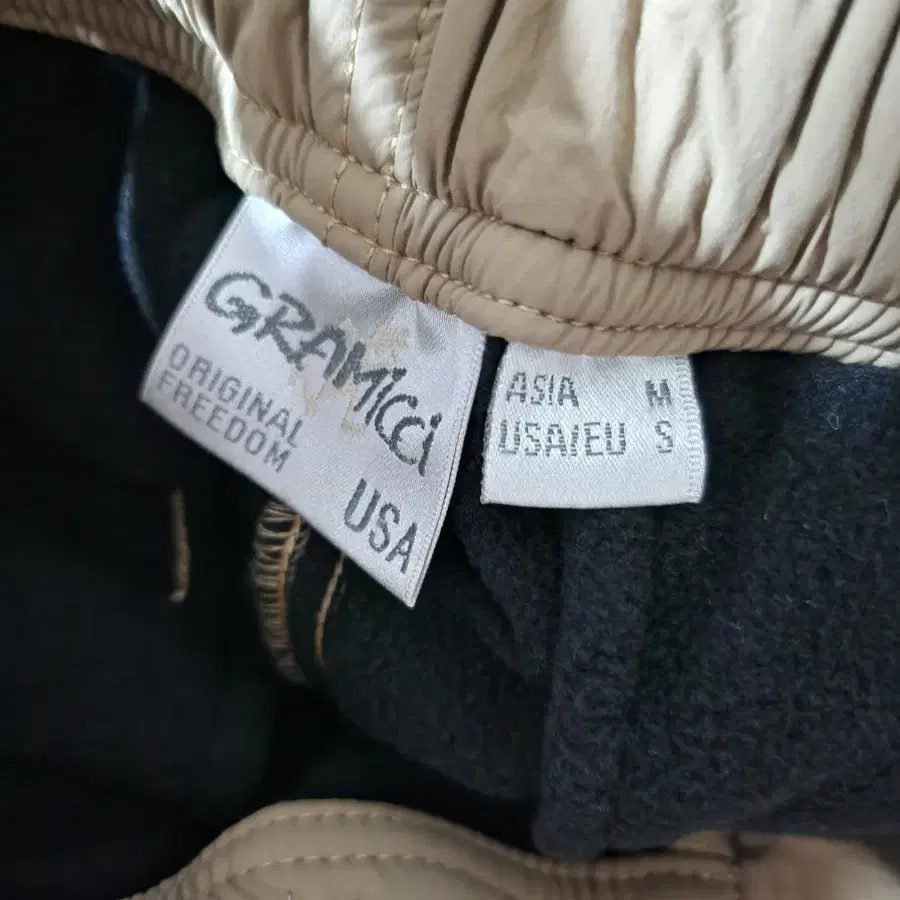 GRAMICCI
ORIGINAL
FREEDOM
USA
ASIA M
USA/EU S